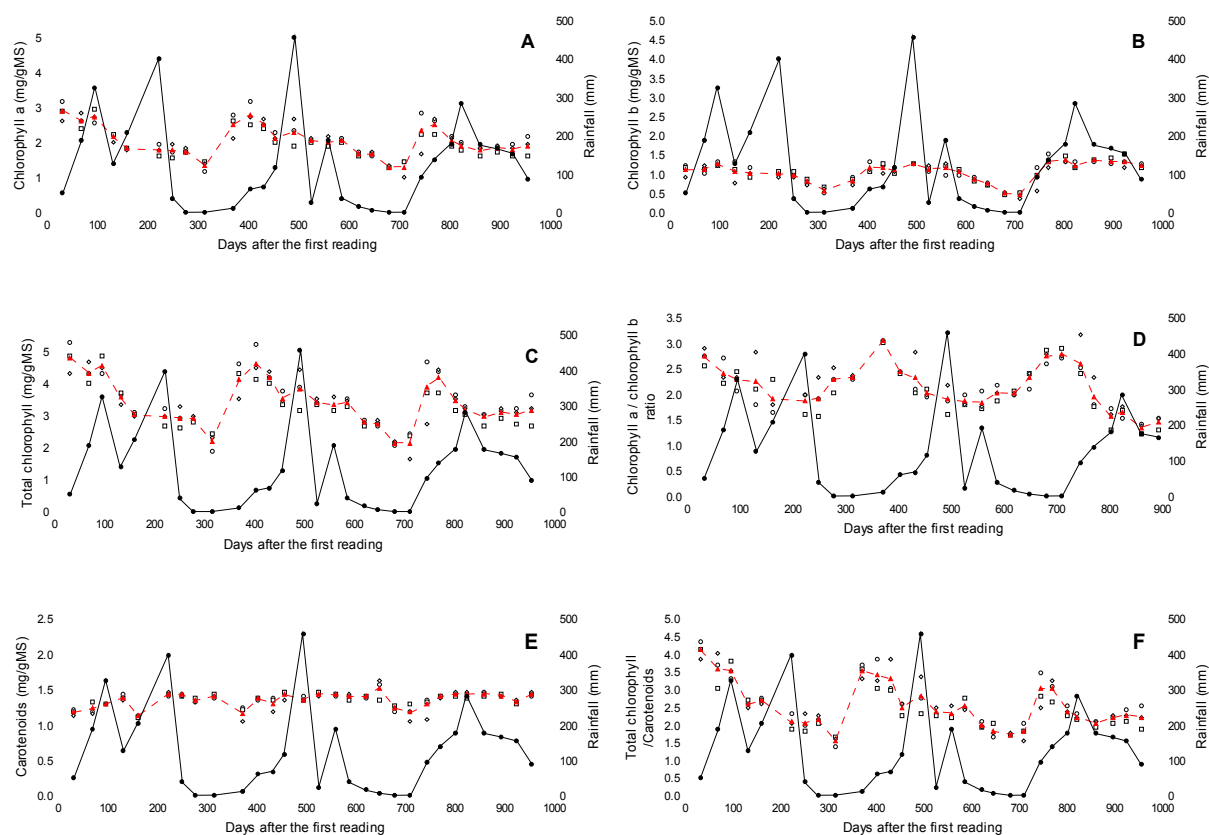 A
Chlorophyll a (mg/gMS)
5
4
3
2
1
0
500
400
300
200
100
0
Rainfall (mm)
0 100 200 300 400 500 600 700 800 900 1000
Days after the first reading
B
Chlorophyll b (mg/gMS)
5.0
4.5
4.0
3.5
3.0
2.5
2.0
1.5
1.0
0.5
0.0
500
400
300
200
100
0
Rainfall (mm)
0 100 200 300 400 500 600 700 800 900 1000
Days after the first reading
C
Total chlorophyll (mg/gMS)
5
4
3
2
1
0
500
400
300
200
100
0
Rainfall (mm)
0 100 200 300 400 500 600 700 800 900 1000
Days after the first reading
D
Chlorophyll a / chlorophyll b
ratio
3.5
3.0
2.5
2.0
1.5
1.0
0.5
0.0
500
400
300
200
100
0
Rainfall (mm)
0 100 200 300 400 500 600 700 800 900
Days after the first reading
E
Carotenoids (mg/gMS)
2.5
2.0
1.5
1.0
0.5
0.0
500
400
300
200
100
0
Rainfall (mm)
0 100 200 300 400 500 600 700 800 900 1000
Days after the first reading
F
Total chlorophyll
/Carotenoids
5.0
4.5
4.0
3.5
3.0
2.5
2.0
1.5
1.0
0.5
0.0
500
400
300
200
100
0
Rainfall (mm)
0 100 200 300 400 500 600 700 800 900 1000
Days after the first reading